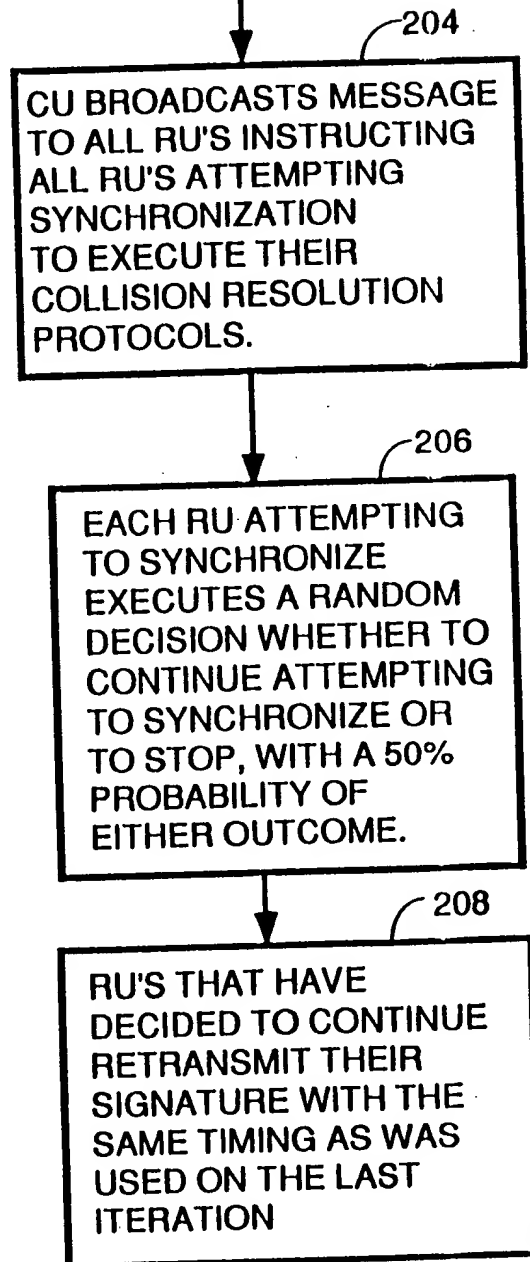 204
CU BROADCASTS MESSAGE
TO ALL RU'S INSTRUCTING
ALL RU'S ATTEMPTING
SYNCHRONIZATION
TO EXECUTE THEIR
COLLISION RESOLUTION
PROTOCOLS.
206
EACH RU ATTEMPTING
TO SYNCHRONIZE
EXECUTES A RANDOM
DECISION WHETHER TO
CONTINUE ATTEMPTING
TO SYNCHRONIZE OR
TO STOP, WITH A 50%
PROBABILITY OF
EITHER OUTCOME.
208
RU'S THAT HAVE
DECIDED TO CONTINUE
RETRANSMIT THEIR
SIGNATURE WITH THE
SAME TIMING AS WAS
USED ON THE LAST
ITERATION